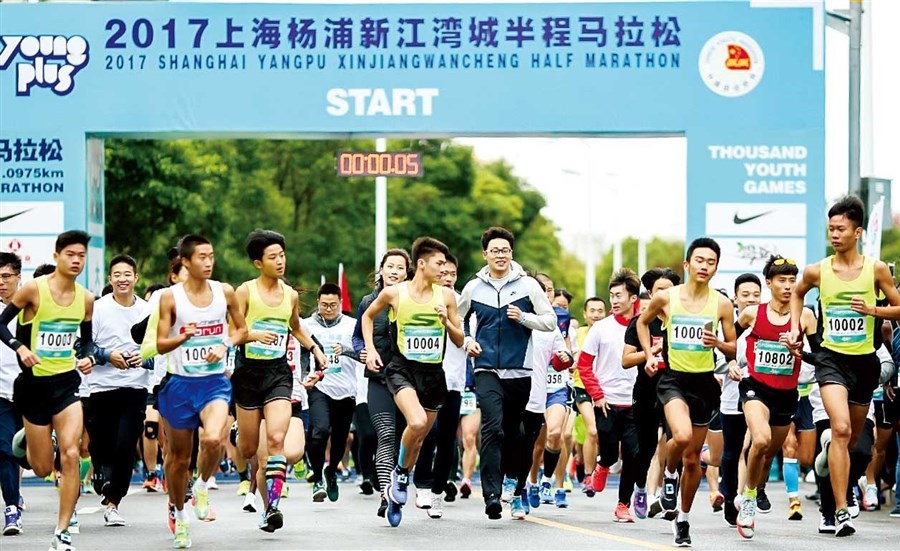 young
plus
2017上海杨浦新江湾城半程马拉松
2017 SHANGHAI YANGPU XINJIANGWANCHENG HALF MARATHON
START
马拉松
.0975km
ARATHON
00:00:05
THOUSAND
YOUTH
GAMES
10003
10004
10002
10802
358
run